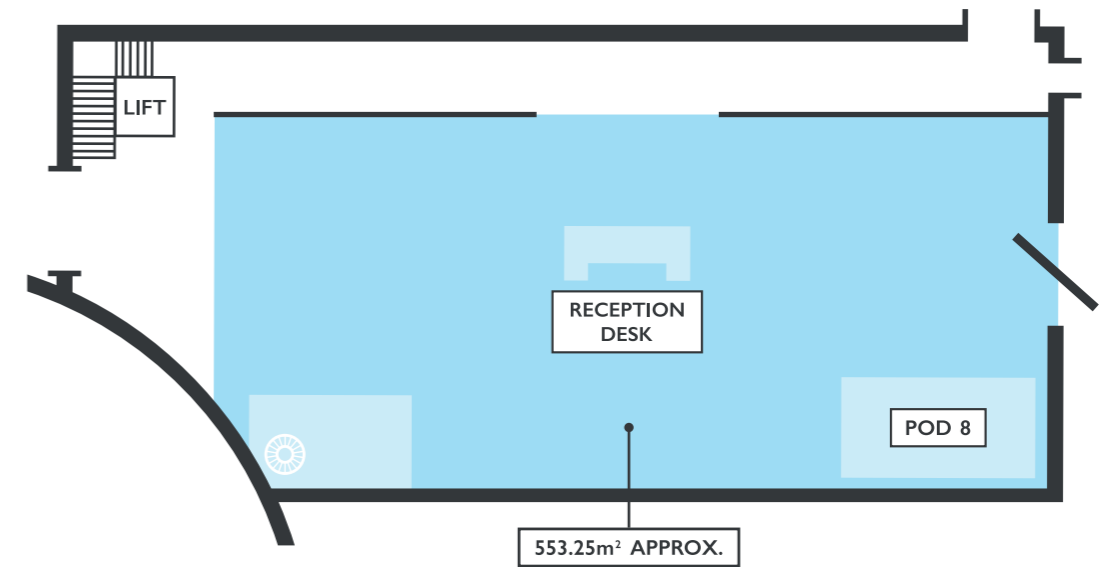 LIFT
RECEPTION
DESK
POD 8
553.25m² APPROX.